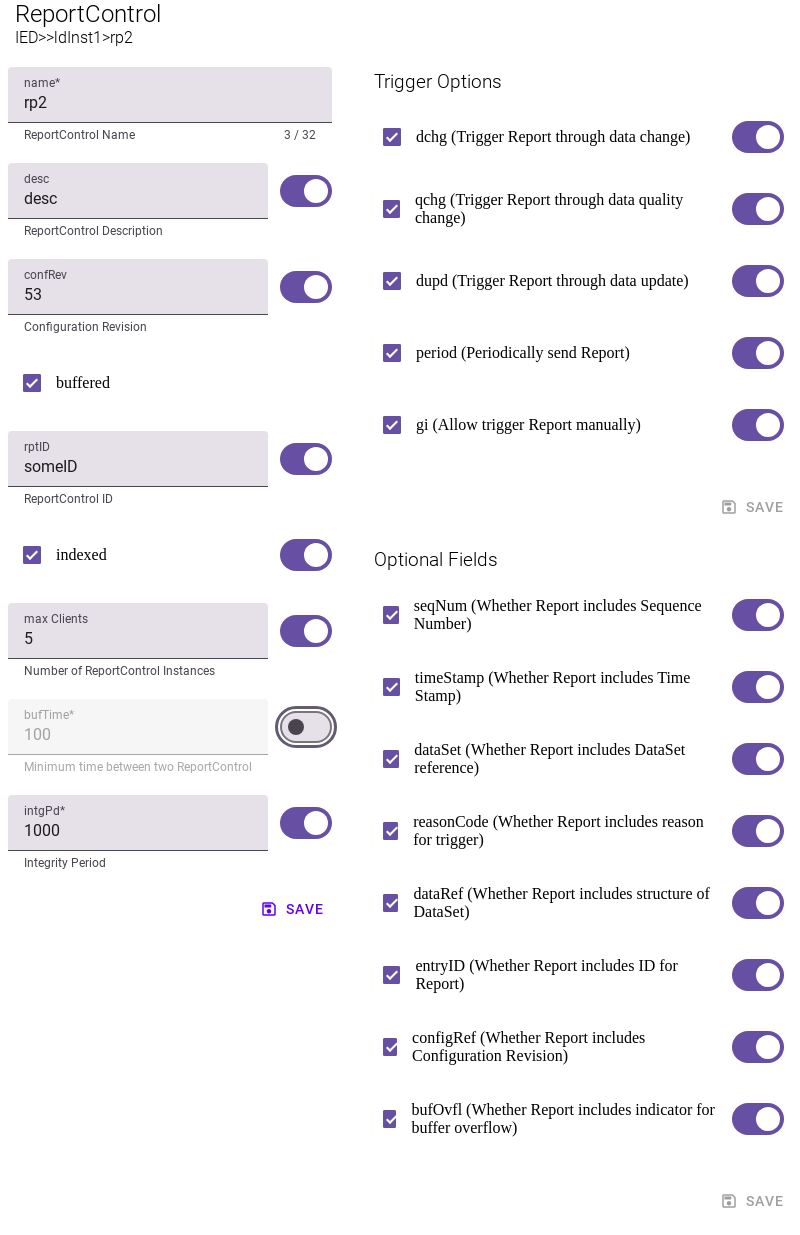 ReportControl
IED>>ldInst1>rp2
name*
rp2
ReportControl Name
3 / 32
desc
desc
ReportControl Description
confRev
53
Configuration Revision
buffered
rptID
someID
ReportControl ID
indexed
max Clients
5
Number of ReportControl Instances
bufTime*
100
Minimum time between two ReportControl
intgPd*
1000
Integrity Period
SAVE
Trigger Options
dchg (Trigger Report through data change)
qchg (Trigger Report through data quality
change)
dupd (Trigger Report through data update)
period (Periodically send Report)
gi (Allow trigger Report manually)
SAVE
Optional Fields
seqNum (Whether Report includes Sequence
Number)
timeStamp (Whether Report includes Time
Stamp)
dataSet (Whether Report includes DataSet
reference)
reasonCode (Whether Report includes reason
for trigger)
dataRef (Whether Report includes structure of
DataSet)
entryID (Whether Report includes ID for
Report)
configRef (Whether Report includes
Configuration Revision)
bufOvfl (Whether Report includes indicator for
buffer overflow)
SAVE